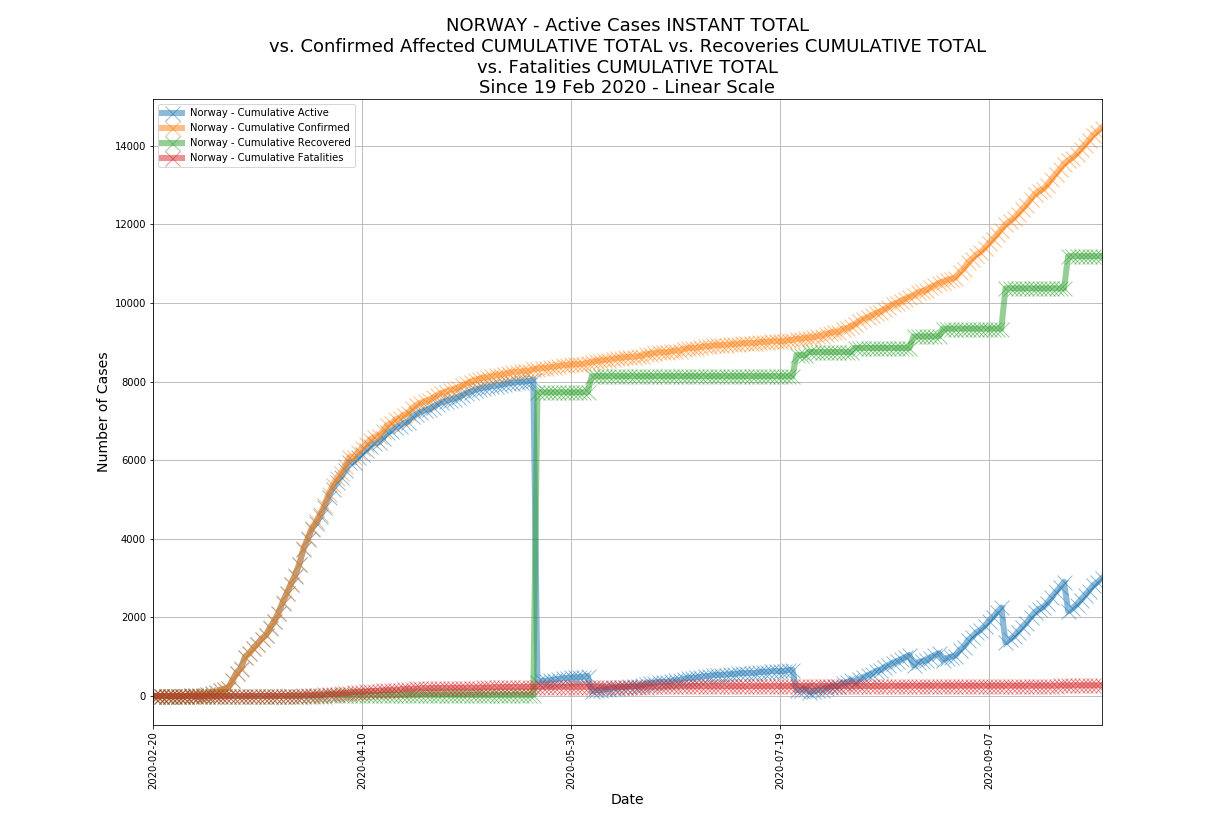 NORWAY - Active Cases INSTANT TOTAL
vs. Confirmed Affected CUMULATIVE TOTAL vs. Recoveries CUMULATIVE TOTAL
vs. Fatalities CUMULATIVE TOTAL
Since 19 Feb 2020 - Linear Scale
Norway - Cumulative Active
Norway - Cumulative Confirmed
Norway - Cumulative Recovered
Norway - Cumulative Fatalities
Number of Cases
14000
12000
10000
8000
6000
4000
2000
0
2020-02-20
2020-04-10
2020-05-30
2020-07-19
2020-09-07
Date